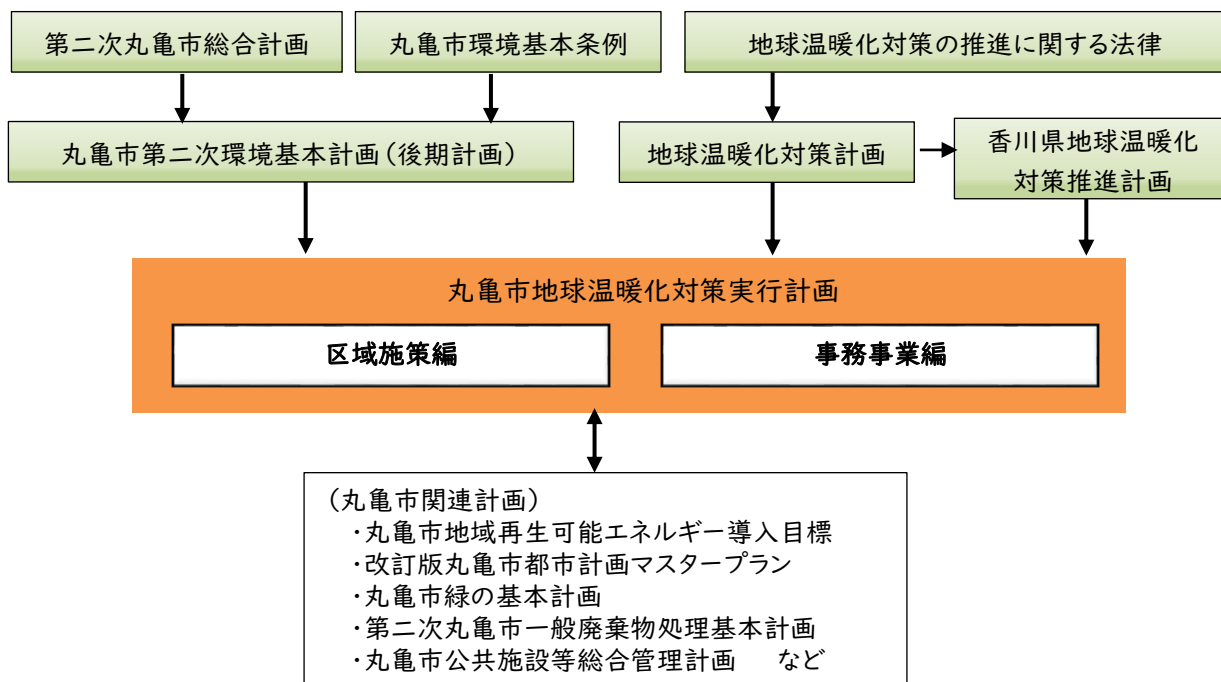 第二次丸亀市総合計画
丸亀市環境基本条例
地球温暖化対策の推進に関する法律
丸亀市第二次環境基本計画（後期計画）
地球温暖化対策計画
香川県地球温暖化
対策推進計画
丸亀市地球温暖化対策実行計画
区域施策編
事務事業編
（丸亀市関連計画）
・丸亀市地域再生可能エネルギー導入目標
・改訂版丸亀市都市計画マスタープラン
・丸亀市緑の基本計画
・第二次丸亀市一般廃棄物処理基本計画
・丸亀市公共施設等総合管理計画　など